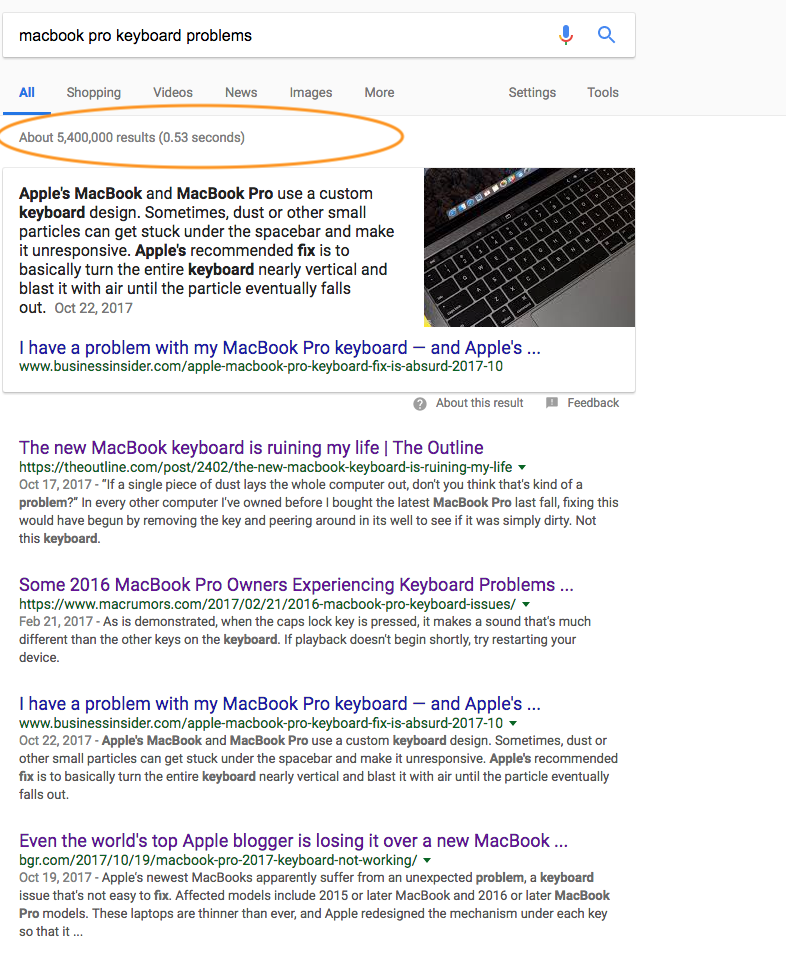 macbook pro keyboard problems
All Shopping Videos News Images More Settings Tools
About 5,400,000 results (0.53 seconds)
Apple's MacBook and MacBook Pro use a custom
keyboard design. Sometimes, dust or other small
particles can get stuck under the spacebar and make
it unresponsive. Apple's recommended fix is to
basically turn the entire keyboard nearly vertical and
blast it with air until the particle eventually falls
out. Oct 22, 2017
I have a problem with my MacBook Pro keyboard — and Apple's ...
www.businessinsider.com/apple-macbook-pro-keyboard-fix-is-absurd-2017-10
About this result Feedback
The new MacBook keyboard is ruining my life | The Outline
https://theoutline.com/post/2402/the-new-macbook-keyboard-is-ruining-my-life
Oct 17, 2017 - “If a single piece of dust lays the whole computer out, don't you think that's kind of a
problem?” In every other computer I've owned before I bought the latest MacBook Pro last fall, fixing this
would have begun by removing the key and peering around in its well to see if it was simply dirty. Not
this keyboard.
Some 2016 MacBook Pro Owners Experiencing Keyboard Problems ...
https://www.macrumors.com/2017/02/21/2016-macbook-pro-keyboard-issues/
Feb 21, 2017 - As is demonstrated, when the caps lock key is pressed, it makes a sound that's much
different than the other keys on the keyboard. If playback doesn't begin shortly, try restarting your
device.
I have a problem with my MacBook Pro keyboard — and Apple's ...
www.businessinsider.com/apple-macbook-pro-keyboard-fix-is-absurd-2017-10
Oct 22, 2017 - Apple's MacBook and MacBook Pro use a custom keyboard design. Sometimes, dust or
other small particles can get stuck under the spacebar and make it unresponsive. Apple's recommended
fix is to basically turn the entire keyboard nearly vertical and blast it with air until the particle eventually
falls out.
Even the world's top Apple blogger is losing it over a new MacBook ...
bgr.com/2017/10/19/macbook-pro-2017-keyboard-not-working/
Oct 19, 2017 - Apple's newest MacBooks apparently suffer from an unexpected problem, a keyboard
issue that's not easy to fix. Affected models include 2015 or later MacBook and 2016 or later MacBook
Pro models. These laptops are thinner than ever, and Apple redesigned the mechanism under each key
so that it ...